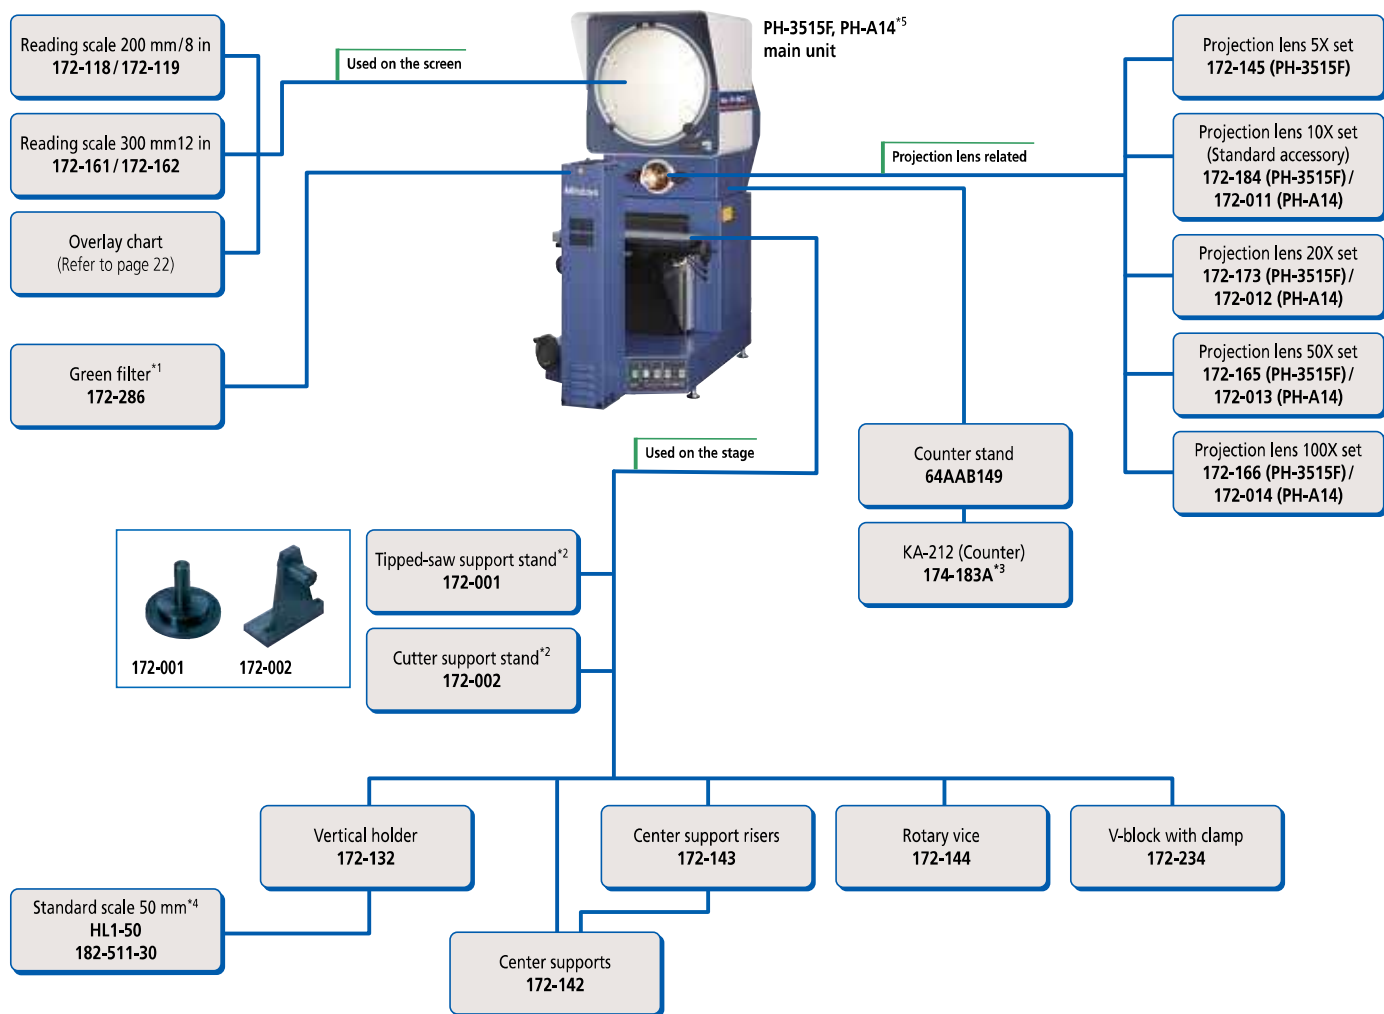 Reading scale 200 mm/8 in
172-118 / 172-119
Reading scale 300 mm12 in
172-161 / 172-162
Overlay chart
(Refer to page 22)
Green filter*1
172-286
Used on the screen
PH-3515F, PH-A14*5
main unit
Mitutoyo
Projection lens related
Projection lens 5X set
172-145 (PH-3515F)
Projection lens 10X set
(Standard accessory)
172-184 (PH-3515F) /
172-011 (PH-A14)
Projection lens 20X set
172-173 (PH-3515F) /
172-012 (PH-A14)
Projection lens 50X set
172-165 (PH-3515F) /
172-013 (PH-A14)
Projection lens 100X set
172-166 (PH-3515F) /
172-014 (PH-A14)
Used on the stage
Counter stand
64AAB149
KA-212 (Counter)
174-183A*3
172-001
172-002
Tipped-saw support stand*2
172-001
Cutter support stand*2
172-002
Vertical holder
172-132
Center support risers
172-143
Rotary vice
172-144
V-block with clamp
172-234
Standard scale 50 mm*4
HL1-50
182-511-30
Center supports
172-142